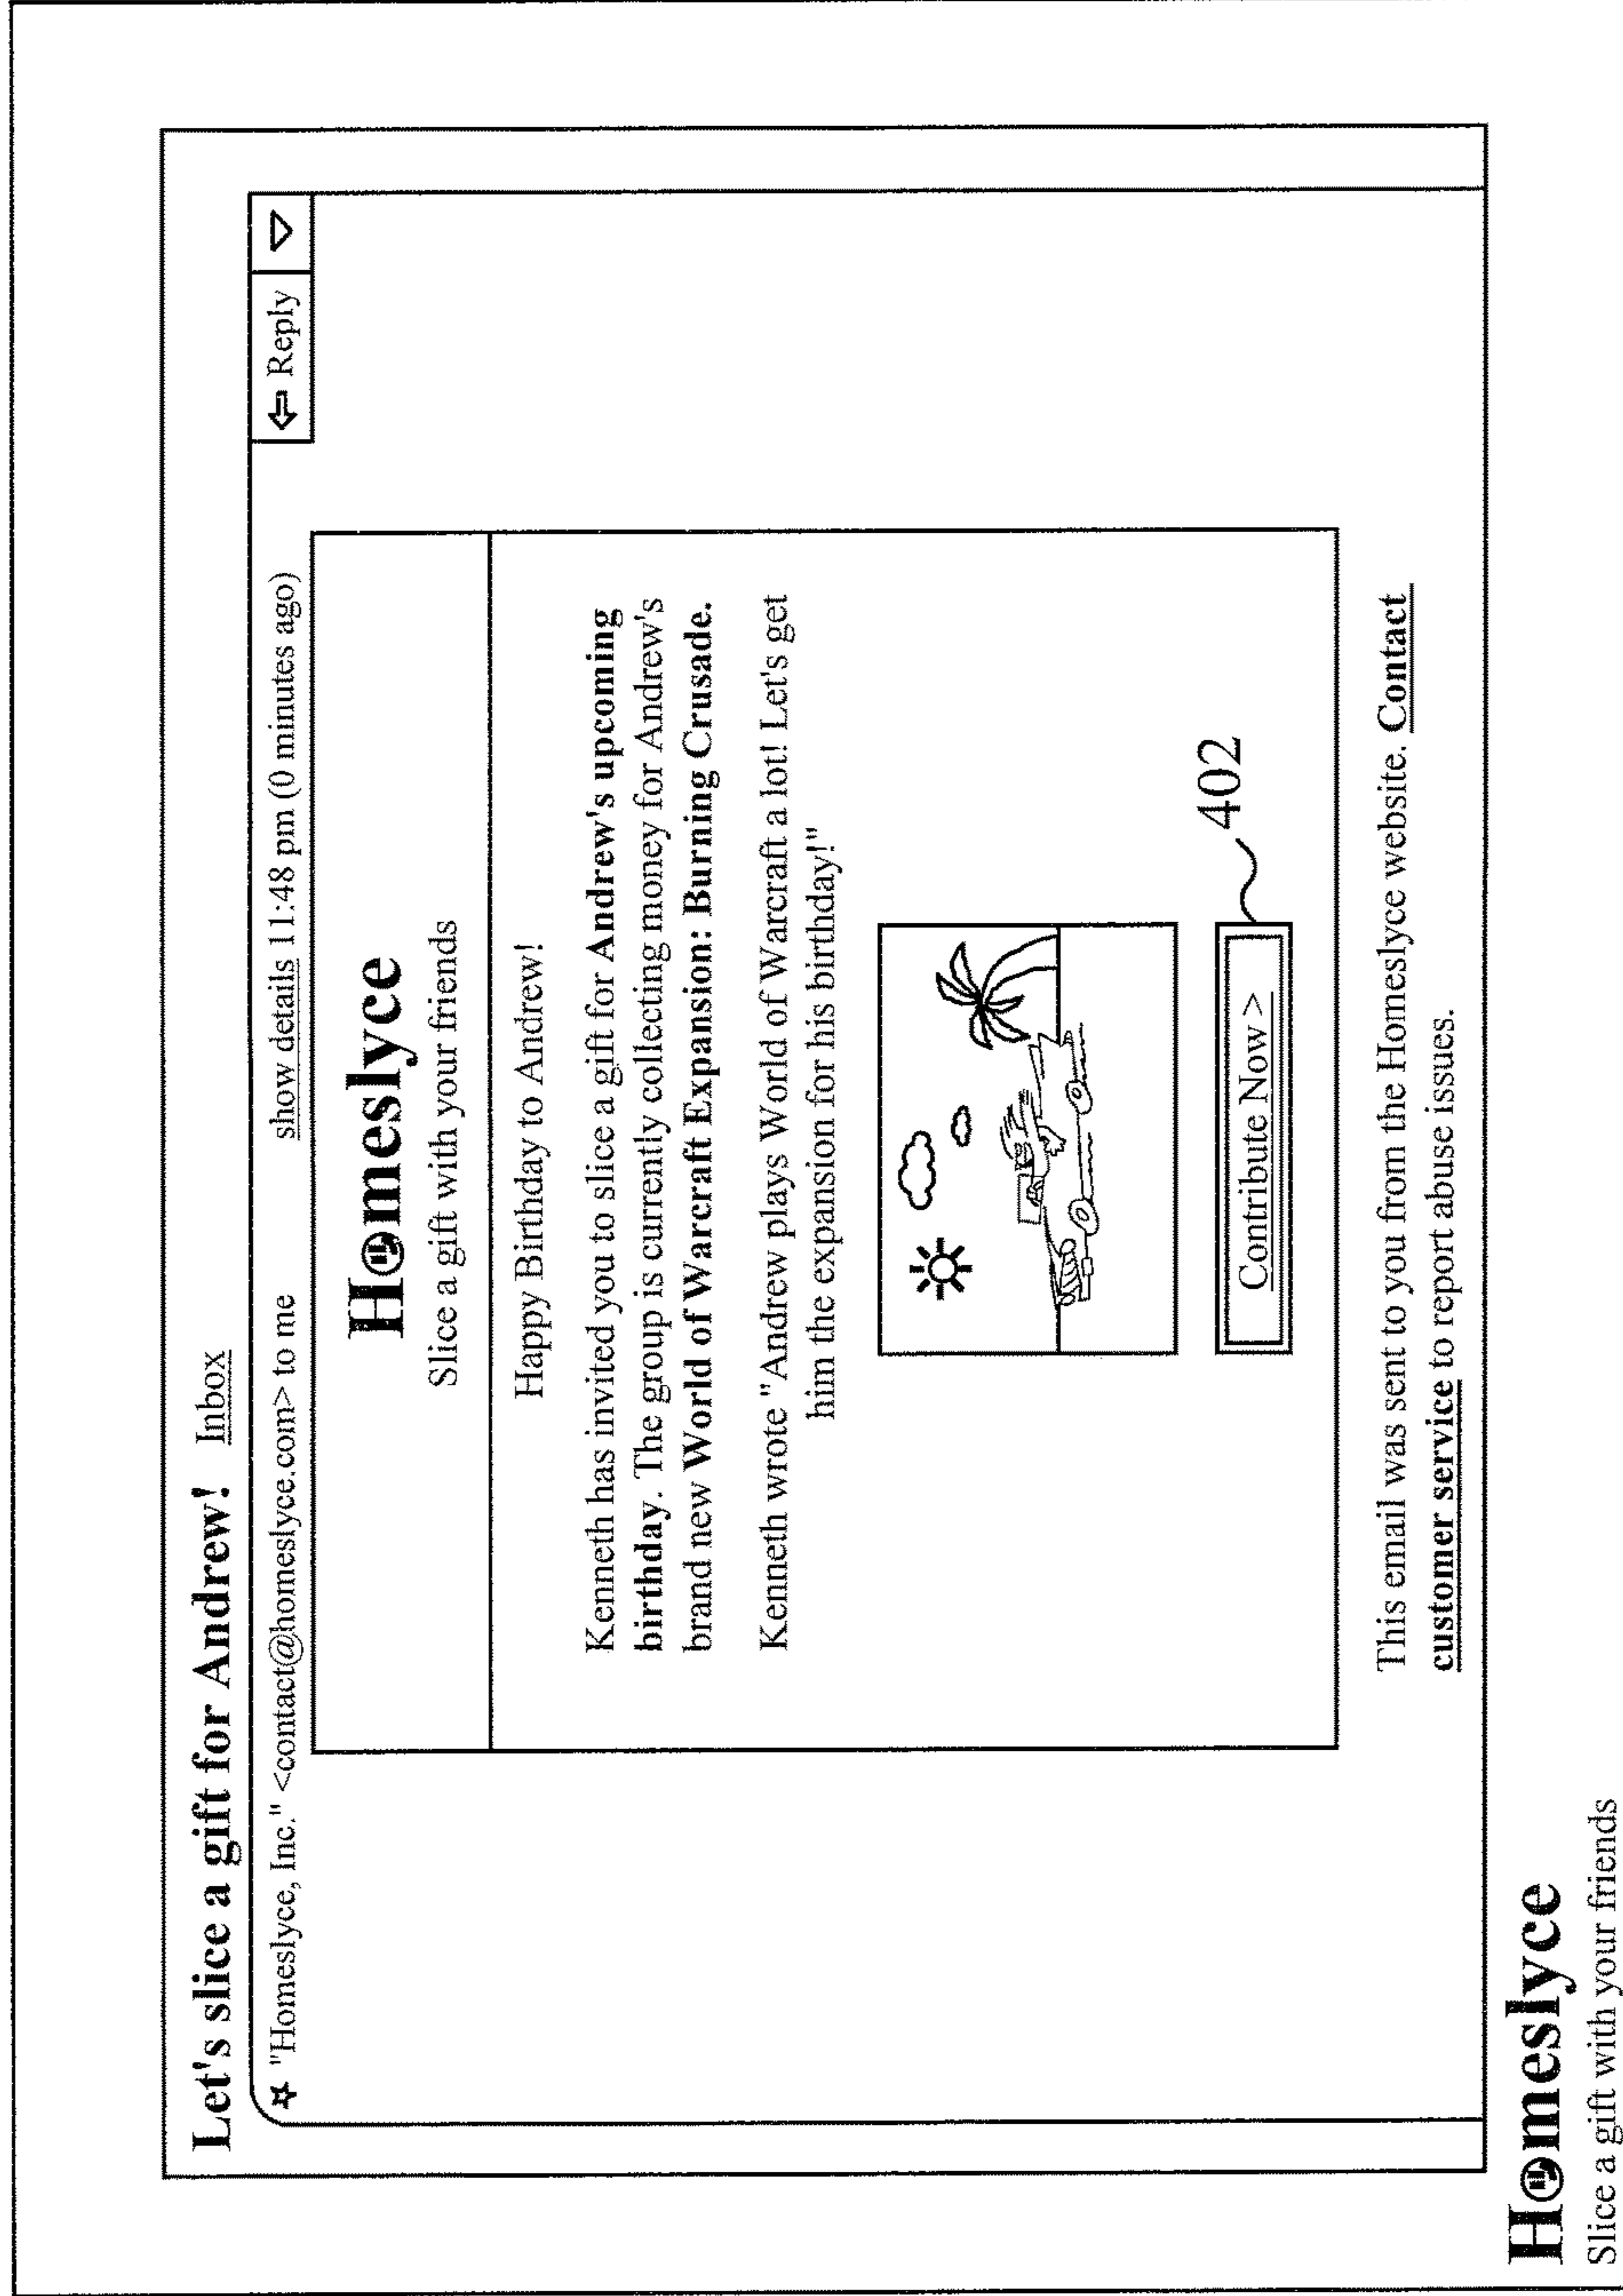 Let's slice a gift for Andrew! Inbox
"Homeslyce, Inc." <contact@homeslyce.com> to me show details 11:48 pm (0 minutes ago) Reply
Homeslyce
Slice a gift with your friends
Happy Birthday to Andrew!
Kenneth has invited you to slice a gift for Andrew's upcoming
birthday. The group is currently collecting money for Andrew's
brand new World of Warcraft Expansion: Burning Crusade.
Kenneth wrote "Andrew plays World of Warcraft a lot! Let's get
him the expansion for his birthday!"
Contribute Now >
402
This email was sent to you from the Homeslyce website. Contact
customer service to report abuse issues.
Homeslyce
Slice a gift with your friends